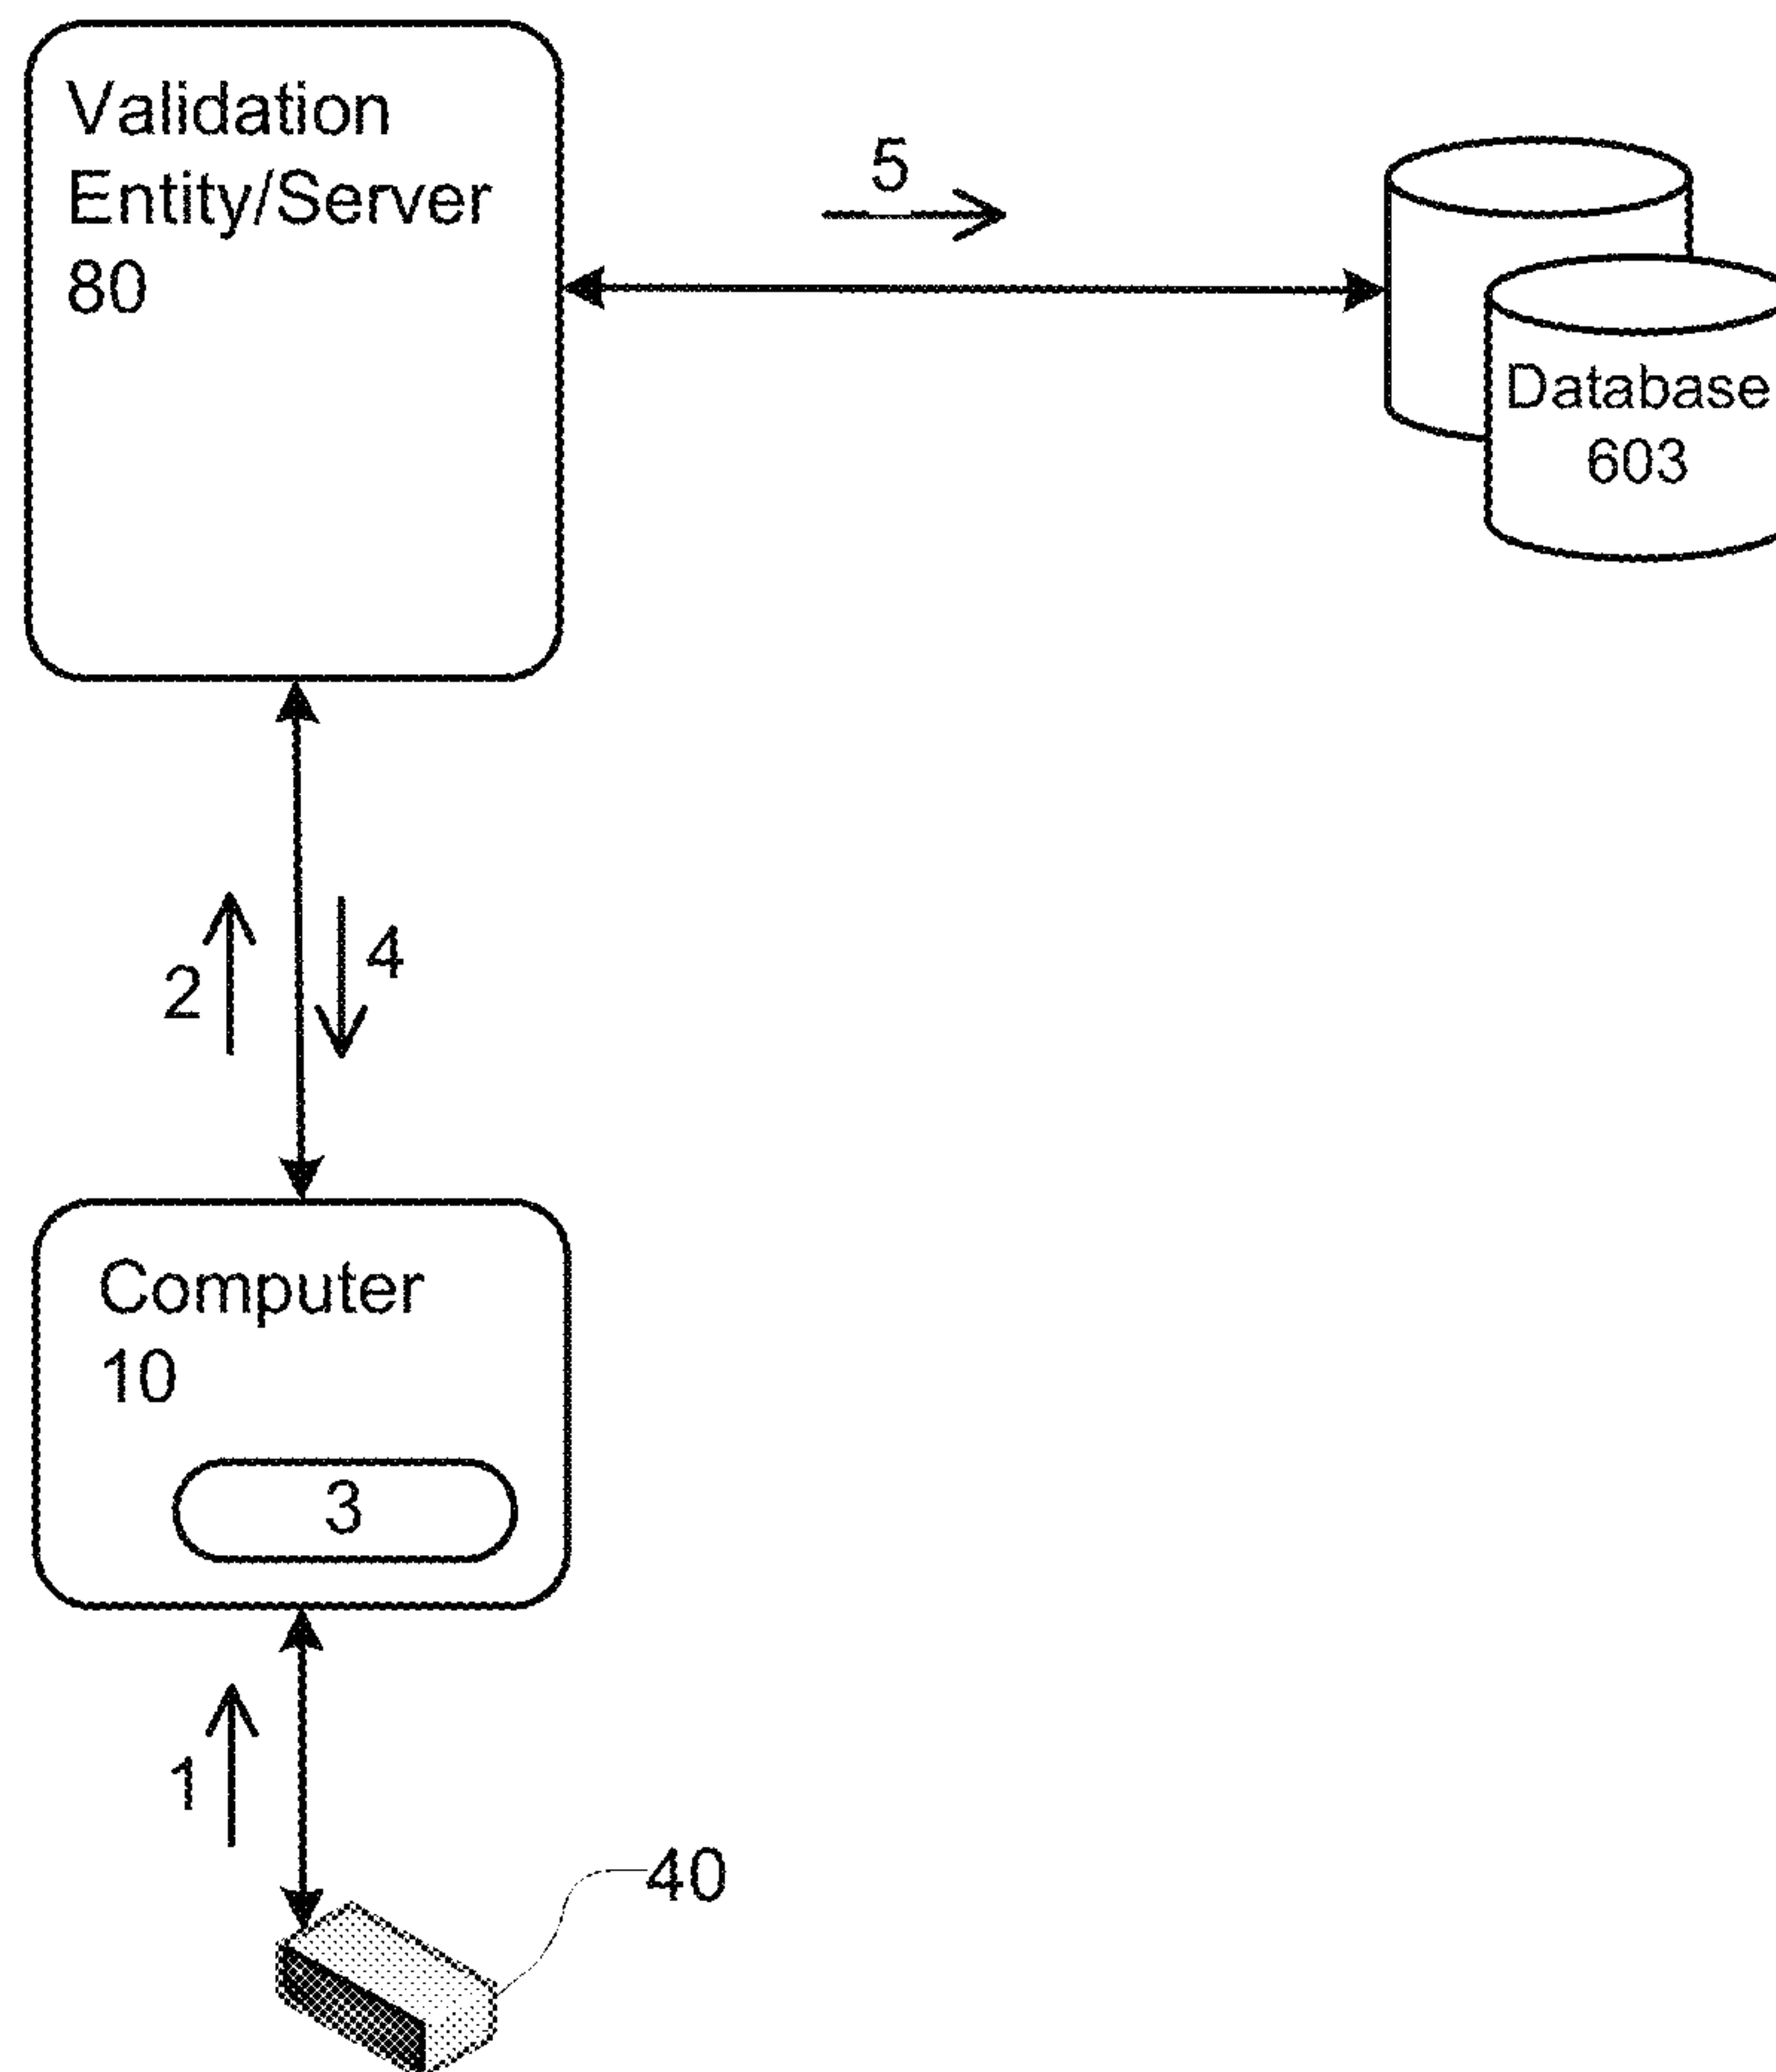 Validation
Entity/Server
80
5
Database
603
2
4
Computer
10
3
1
40